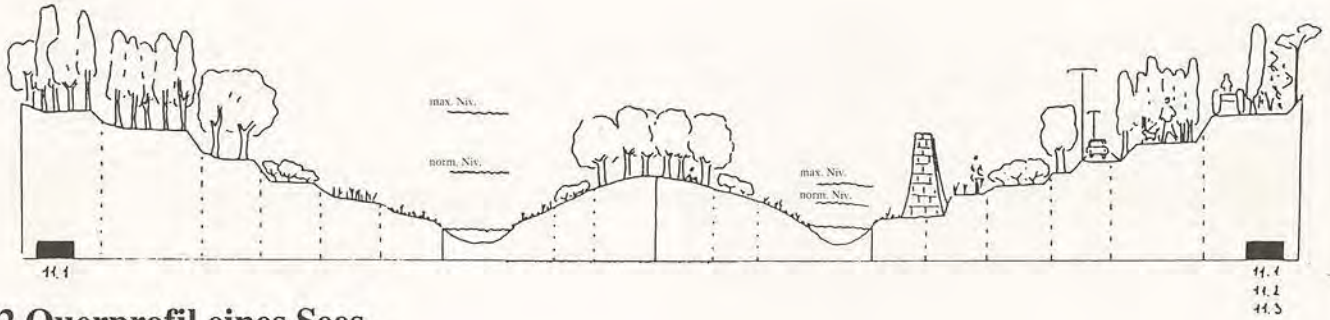 max. Niv.
norm. Niv.
max. Niv.
norm. Niv.
11.1
11.1
11.2
11.3
2 Querprofil eines Sees